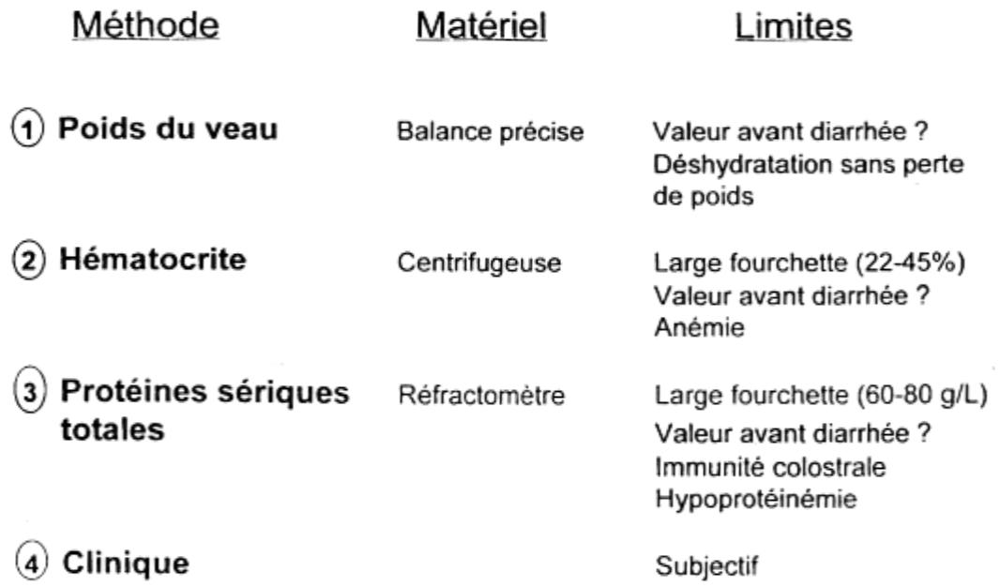 Méthode Matériel Limites
① Poids du veau Balance précise Valeur avant diarrhée ?
Déshydratation sans perte
de poids
② Hématocrite Centrifugeuse Large fourchette (22-45%)
Valeur avant diarrhée ?
Anémie
③ Protéines sériques Réfractomètre Large fourchette (60-80 g/L)
totales Valeur avant diarrhée ?
Immunité colostrale
Hypoprotéinémie
④ Clinique Subjectif